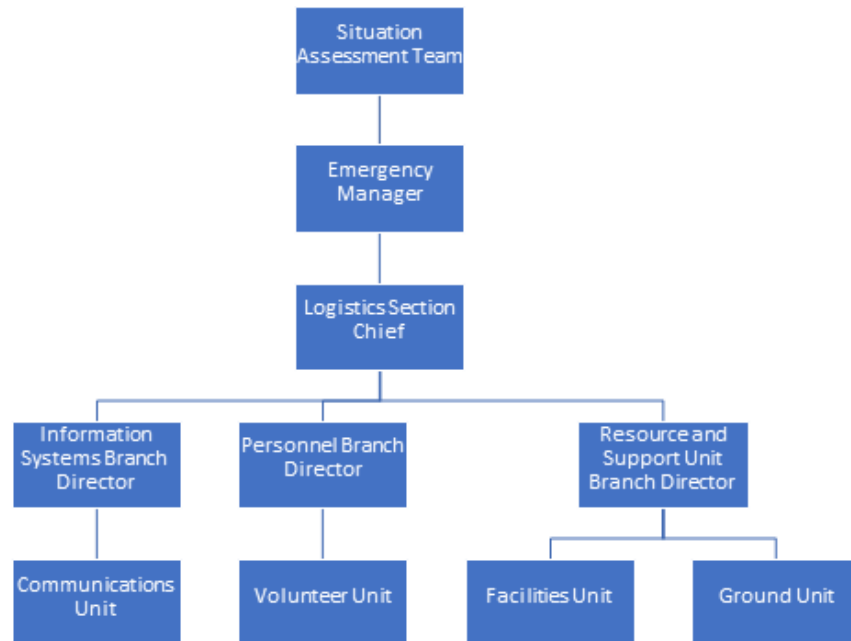 Situation
Assessment Team
Emergency
Manager
Logistics Section
Chief
Information
Systems Branch
Director
Personnel Branch
Director
Resource and
Support Unit
Branch Director
Communications
Unit
Volunteer Unit
Facilities Unit
Ground Unit